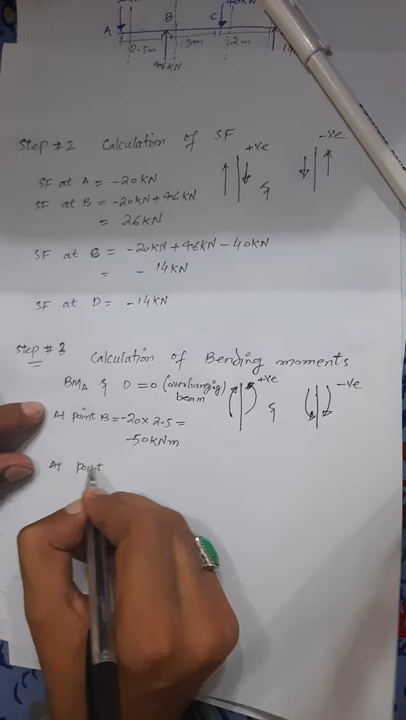 B C
A
2.5m 3m 2m
46KN
Step #2 Calculation of SF
+ve -ve.
&
SF at A = -20KN
SF at B = -20KN+46KN
= 26KN
SF at B = -20KN+46KN-40KN
= -14KN
SF at D = -14KN
Step #3 Calculation of Bending moments
BMA & D =0 (overhanging beam) +ve & -ve.
At point B = -20x2.5 =
-50KNm.
At point